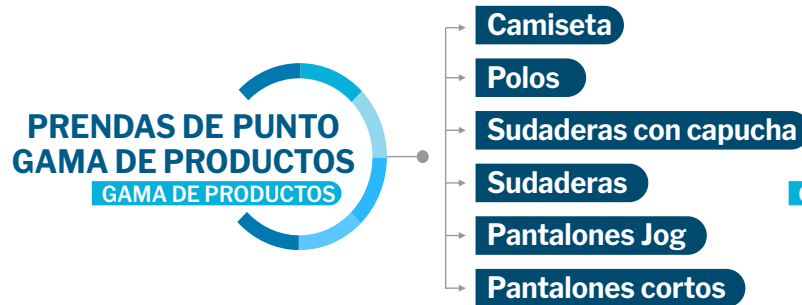 PRENDAS DE PUNTO
GAMA DE PRODUCTOS
GAMA DE PRODUCTOS
Camiseta
Polos
Sudaderas con capucha
Sudaderas
Pantalones Jog
Pantalones cortos